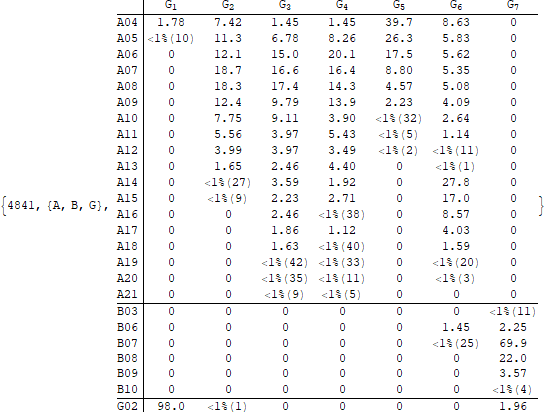 G1 G2 G3 G4 G5 G6 G7
A04 1.78 7.42 1.45 1.45 39.7 8.63 0
A05 <1%(10) 11.3 6.78 8.26 26.3 5.83 0
A06 0 12.1 15.0 20.1 17.5 5.62 0
A07 0 18.7 16.6 16.4 8.80 5.35 0
A08 0 18.3 17.4 14.3 4.57 5.08 0
A09 0 12.4 9.79 13.9 2.23 4.09 0
A10 0 7.75 9.11 3.90 <1%(32) 2.64 0
A11 0 5.56 3.97 5.43 <1%(5) 1.14 0
A12 0 3.99 3.97 3.49 <1%(2) <1%(11) 0
A13 0 1.65 2.46 4.40 0 <1%(1) 0
A14 0 <1%(27) 3.59 1.92 0 27.8 0
{4841, {A, B, G}, A15 0 <1%(9) 2.23 2.71 0 17.0 0 }
A16 0 0 2.46 <1%(38) 0 8.57 0
A17 0 0 1.86 1.12 0 4.03 0
A18 0 0 1.63 <1%(40) 0 1.59 0
A19 0 0 <1%(42) <1%(33) 0 <1%(20) 0
A20 0 0 <1%(35) <1%(11) 0 <1%(3) 0
A21 0 0 <1%(9) <1%(5) 0 0 0
B03 0 0 0 0 0 0 <1%(11)
B06 0 0 0 0 0 1.45 2.25
B07 0 0 0 0 0 <1%(25) 69.9
B08 0 0 0 0 0 0 22.0
B09 0 0 0 0 0 0 3.57
B10 0 0 0 0 0 0 <1%(4)
G02 98.0 <1%(1) 0 0 0 0 1.96